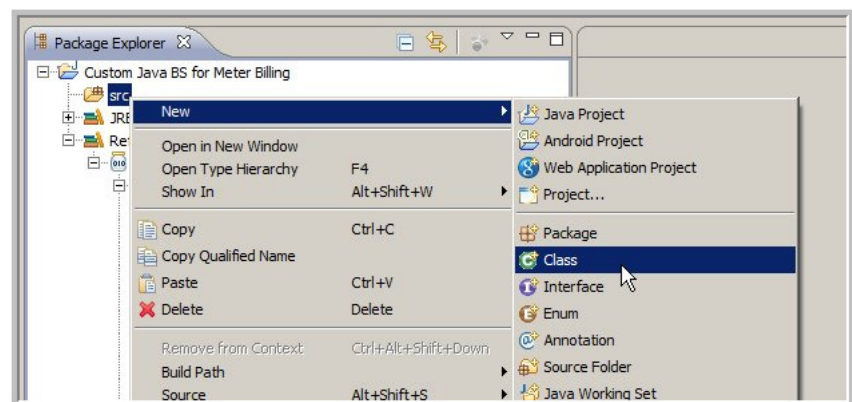 Package Explorer
Custom Java BS for Meter Billing
src
JRE
Ref
New
Open in New Window
Open Type Hierarchy F4
Show In Alt+Shift+W
Copy Ctrl+C
Copy Qualified Name
Paste Ctrl+V
Delete Delete
Remove from Context Ctrl+Alt+Shift+Down
Build Path
Source Alt+Shift+S
Java Project
Android Project
Web Application Project
Project...
Package
Class
Interface
Enum
Annotation
Source Folder
Java Working Set